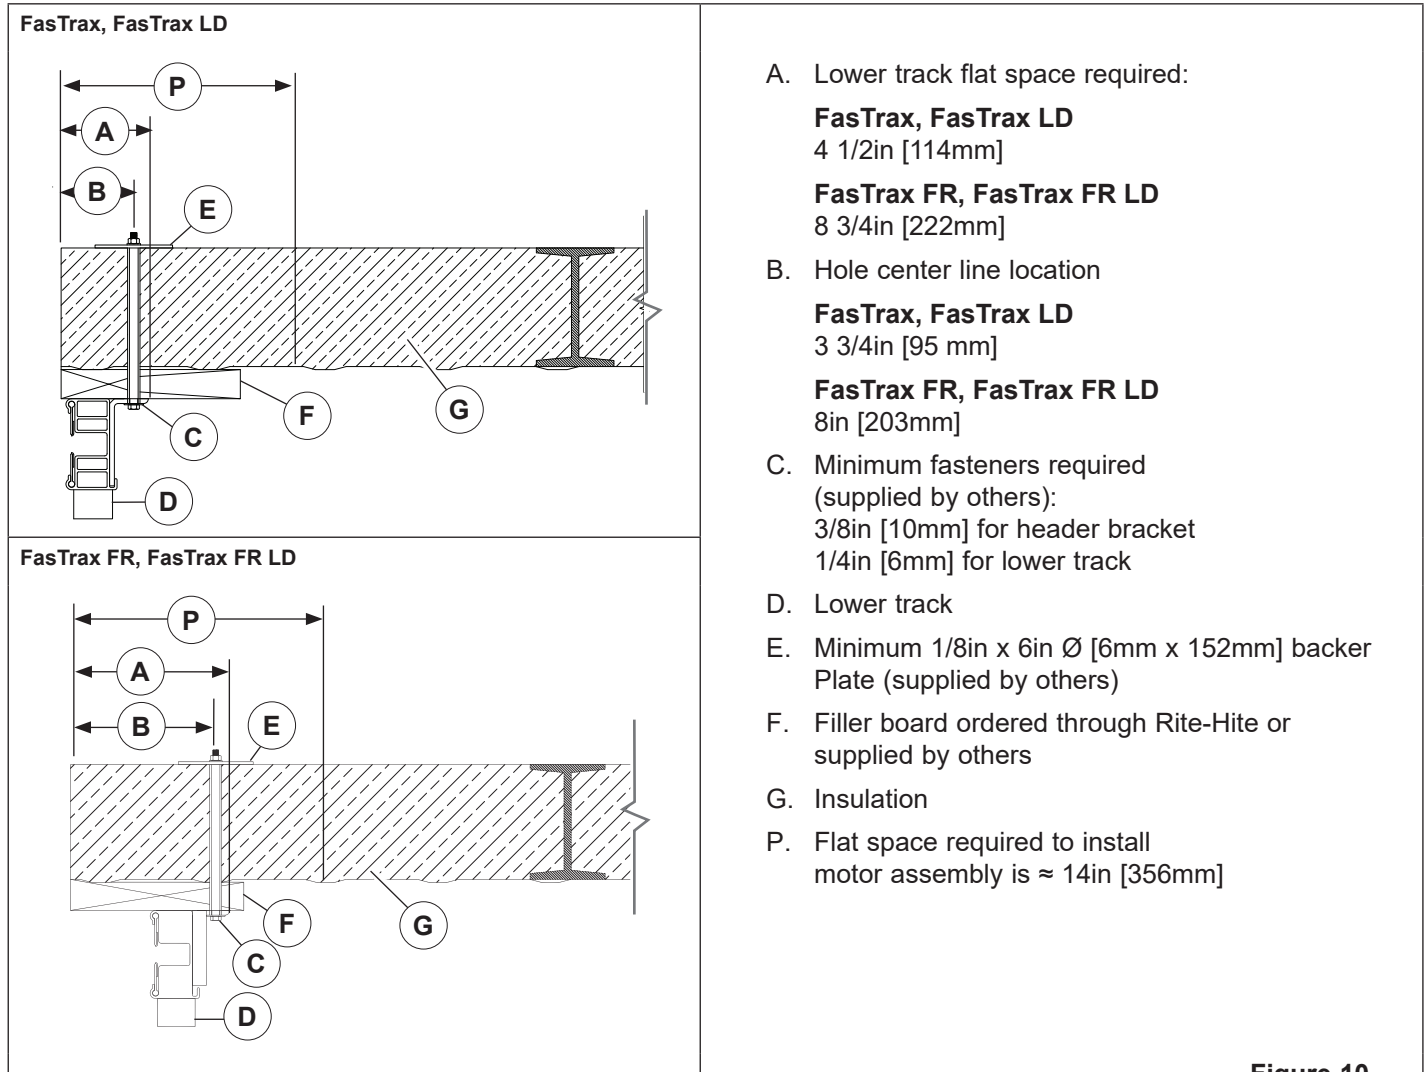 FasTrax, FasTrax LD
P
A
B
E
F
G
C
D
FasTrax FR, FasTrax FR LD
P
A
B
E
F
G
C
D
A. Lower track flat space required:
FasTrax, FasTrax LD
4 1/2in [114mm]
FasTrax FR, FasTrax FR LD
8 3/4in [222mm]
B. Hole center line location
FasTrax, FasTrax LD
3 3/4in [95 mm]
FasTrax FR, FasTrax FR LD
8in [203mm]
C. Minimum fasteners required
(supplied by others):
3/8in [10mm] for header bracket
1/4in [6mm] for lower track
D. Lower track
E. Minimum 1/8in x 6in Ø [6mm x 152mm] backer
Plate (supplied by others)
F. Filler board ordered through Rite-Hite or
supplied by others
G. Insulation
P. Flat space required to install
motor assembly is ≈ 14in [356mm]
Figure 10